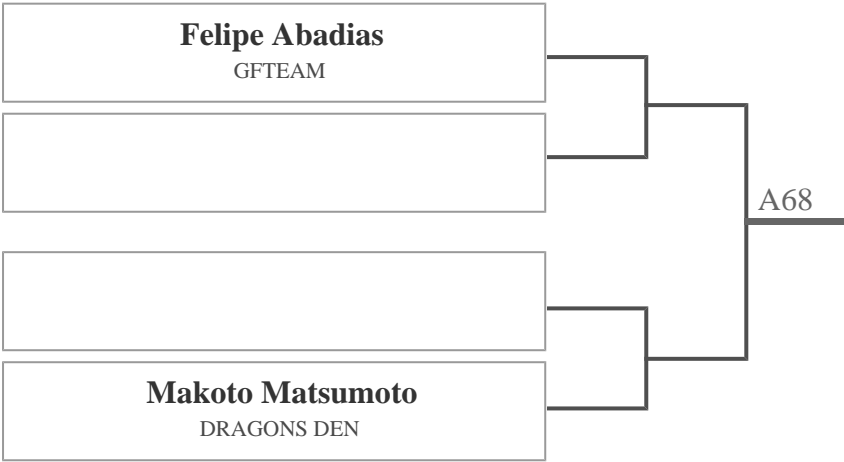 Felipe Abadias
GFTEAM
A68
Makoto Matsumoto
DRAGONS DEN